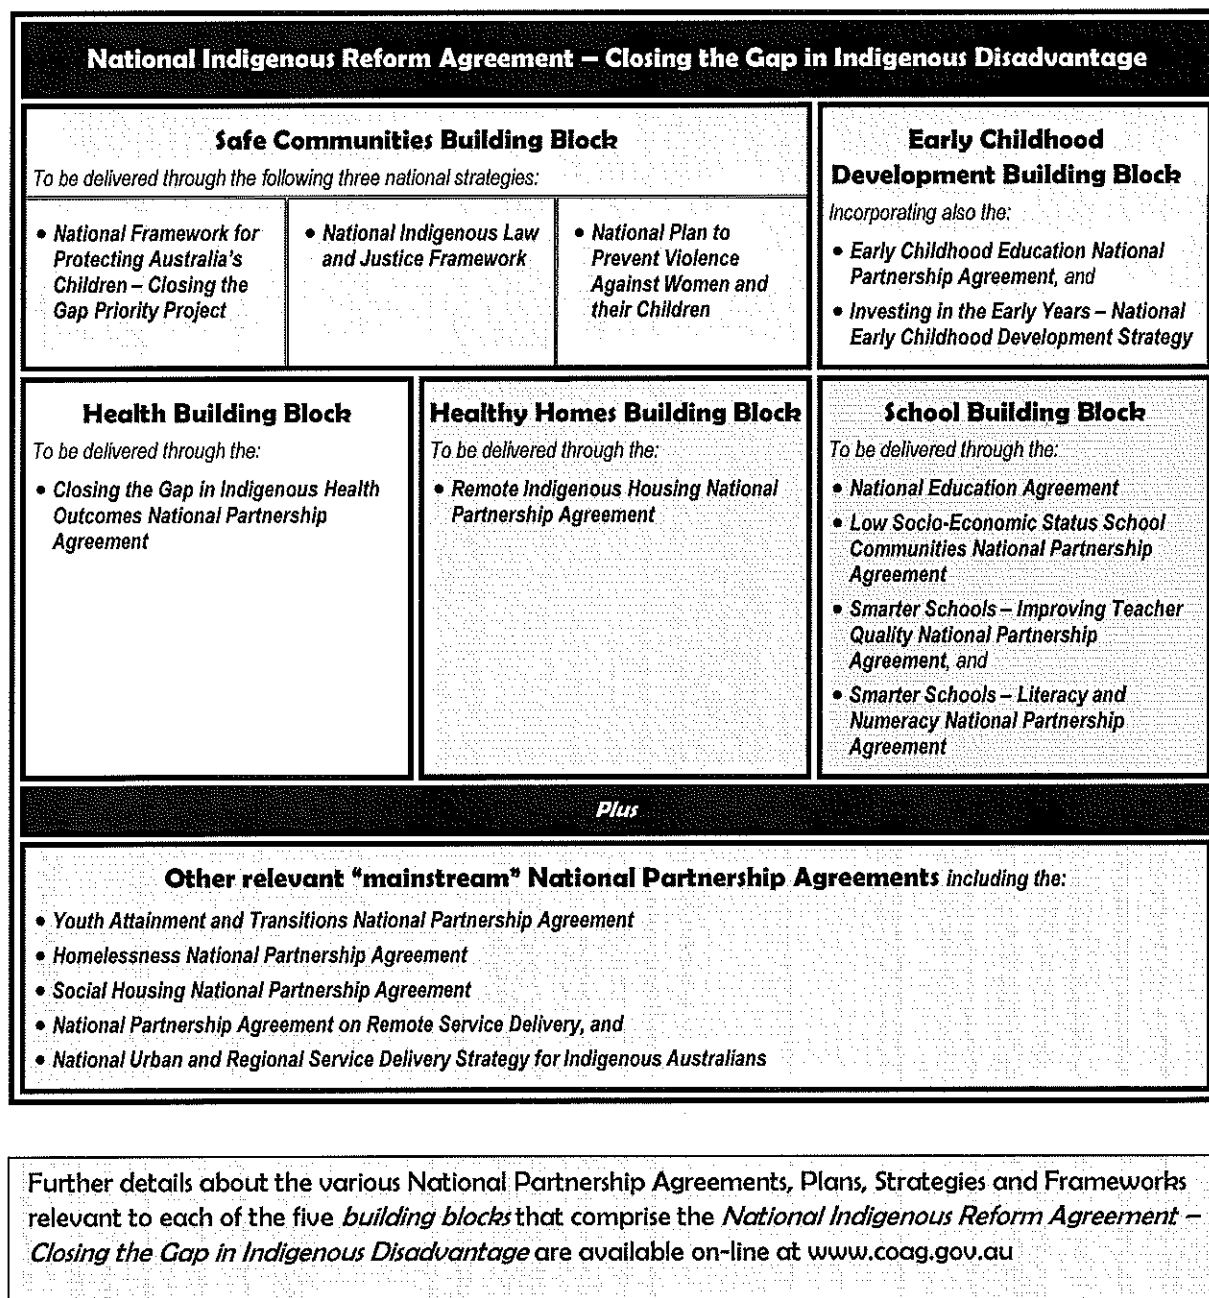 National Indigenous Reform Agreement – Closing the Gap in Indigenous Disadvantage
Safe Communities Building Block
To be delivered through the following three national strategies:
• National Framework for
Protecting Australia's
Children – Closing the
Gap Priority Project
• National Indigenous Law
and Justice Framework
• National Plan to
Prevent Violence
Against Women and
their Children
Early Childhood
Development Building Block
Incorporating also the:
• Early Childhood Education National
Partnership Agreement, and
• Investing in the Early Years – National
Early Childhood Development Strategy
Health Building Block
To be delivered through the:
• Closing the Gap in Indigenous Health
Outcomes National Partnership
Agreement
Healthy Homes Building Block
To be delivered through the:
• Remote Indigenous Housing National
Partnership Agreement
School Building Block
To be delivered through the:
• National Education Agreement
• Low Socio-Economic Status School
Communities National Partnership
Agreement
• Smarter Schools – Improving Teacher
Quality National Partnership
Agreement, and
• Smarter Schools – Literacy and
Numeracy National Partnership
Agreement
Plus
Other relevant "mainstream" National Partnership Agreements including the:
• Youth Attainment and Transitions National Partnership Agreement
• Homelessness National Partnership Agreement
• Social Housing National Partnership Agreement
• National Partnership Agreement on Remote Service Delivery, and
• National Urban and Regional Service Delivery Strategy for Indigenous Australians
Further details about the various National Partnership Agreements, Plans, Strategies and Frameworks
relevant to each of the five building blocks that comprise the National Indigenous Reform Agreement –
Closing the Gap in Indigenous Disadvantage are available on-line at www.coag.gov.au